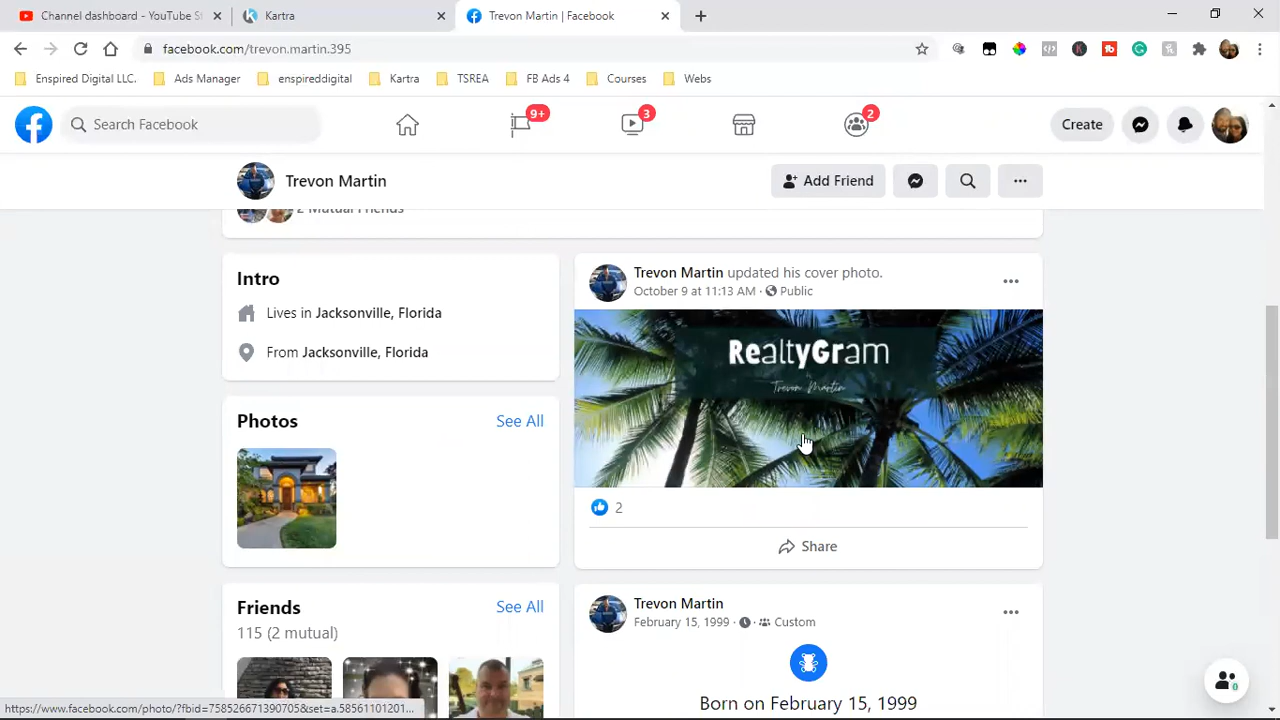 Channel dashboard - YouTube St
Kartra
Trevon Martin | Facebook
facebook.com/trevon.martin.395
Enspired Digital LLC.
Ads Manager
enspireddigital
Kartra
TSREA
FB Ads 4
Courses
Webs
Search Facebook
9+
3
2
Create
Trevon Martin
Add Friend
2 Mutual Friends
Intro
Lives in Jacksonville, Florida
From Jacksonville, Florida
Photos
See All
Friends
See All
115 (2 mutual)
Trevon Martin updated his cover photo.
October 9 at 11:13 AM · Public
RealtyGram
Trevon Martin
2
Share
Trevon Martin
February 15, 1999 · Custom
Born on February 15, 1999
0
https://www.facebook.com/photo/?fbid=758526671390705&set=a.58561101201...